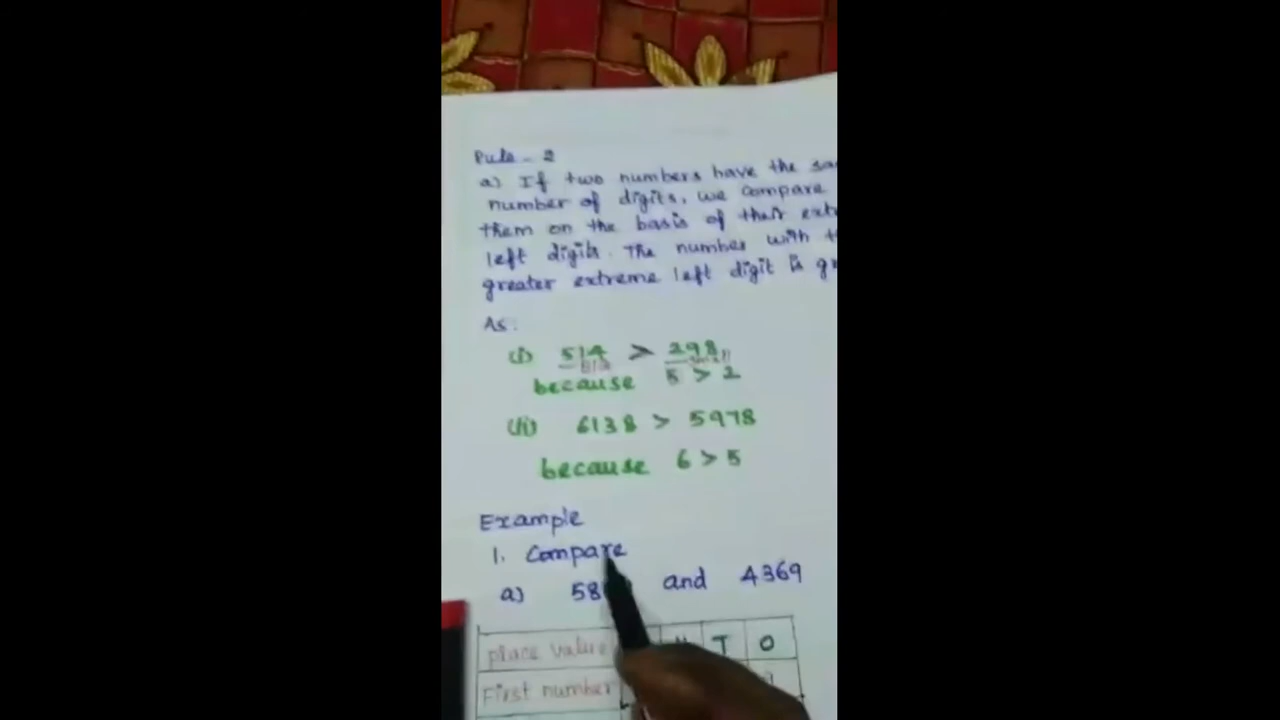 Rule - 2
a) If two numbers have the
number of digits, we compare
them on the basis of their
left digits. The number with
greater extreme left digit is
As:
(i) 514 > 298
because 5 > 2
(ii) 6138 > 5978
because 6 > 5
Example
1. Compare
a) and 4369
Place value T O
First number